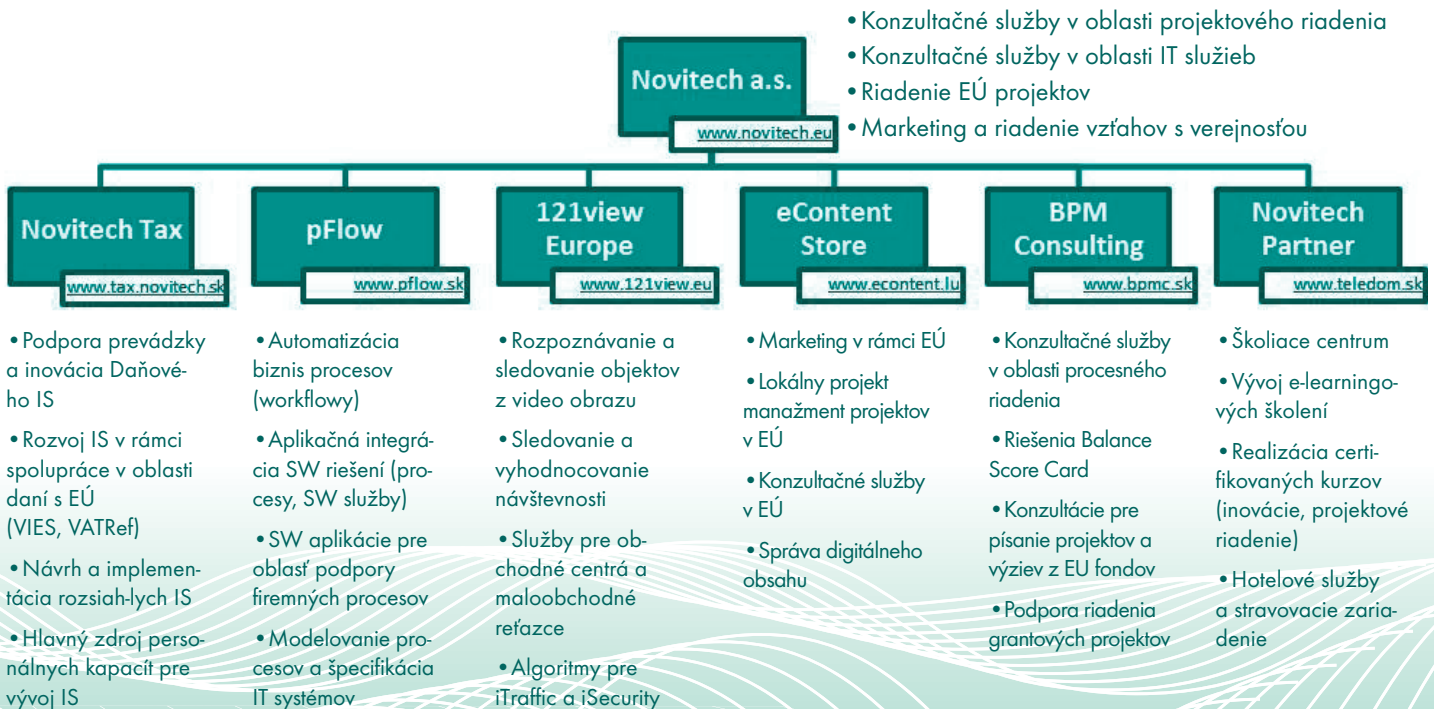 • Konzultačné služby v oblasti projektového riadenia
• Konzultačné služby v oblasti IT služieb
• Riadenie EÚ projektov
• Marketing a riadenie vzťahov s verejnosťou
Novitech a.s.
www.novitech.eu
Novitech Tax
www.tax.novitech.sk
• Podpora prevádzky
a inovácia Daňové-
ho IS
• Rozvoj IS v rámci
spolupráce v oblasti
daní s EÚ
(VIES, VATRef)
• Návrh a implemen-
tácia rozsiah-lych IS
• Hlavný zdroj perso-
nálnych kapacít pre
vývoj IS
pFlow
www.pflow.sk
• Automatizácia
biznis procesov
(workflowy)
• Aplikačná integrá-
cia SW riešení (pro-
cesy, SW služby)
• SW aplikácie pre
oblasť podpory
firemných procesov
• Modelovanie pro-
cesov a špecifikácia
IT systémov
121view
Europe
www.121view.eu
• Rozpoznávanie a
sledovanie objektov
z video obrazu
• Sledovanie a
vyhodnocovanie
návštevnosti
• Služby pre ob-
chodné centrá a
maloobchodné
reťazce
• Algoritmy pre
iTraffic a iSecurity
eContent
Store
www.econtent.lu
• Marketing v rámci EÚ
• Lokálny projekt
manažment projektov
v EÚ
• Konzultačné služby
v EÚ
• Správa digitálneho
obsahu
BPM
Consulting
www.bpmc.sk
• Konzultačné služby
v oblasti procesného
riadenia
• Riešenia Balance
Score Card
• Konzultácie pre
písanie projektov a
výziev z EU fondov
• Podpora riadenia
grantových projektov
Novitech
Partner
www.teledom.sk
• Školiace centrum
• Vývoj e-learningo-
vých školení
• Realizácia certi-
fikovaných kurzov
(inovácie, projektové
riadenie)
• Hotelové služby
a stravovacie zaria-
denie